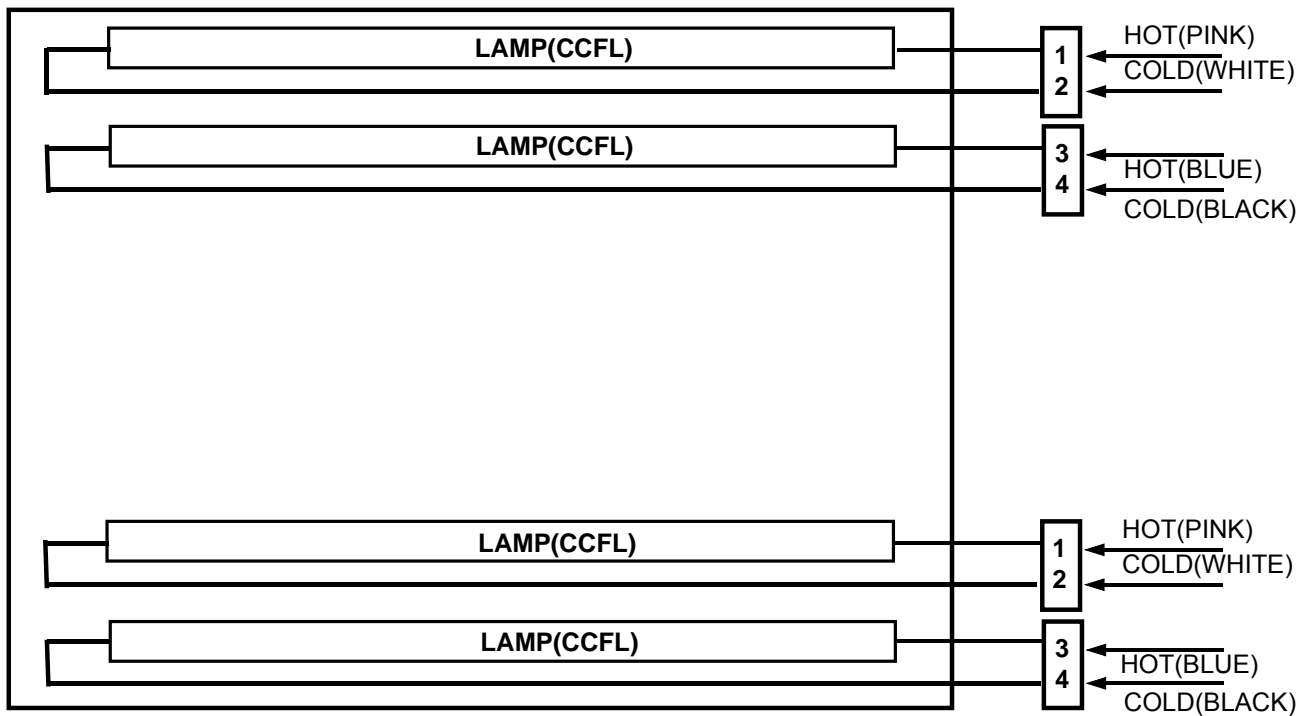 LAMP(CCFL)
1
HOT(PINK)
2
COLD(WHITE)
LAMP(CCFL)
3
HOT(BLUE)
4
COLD(BLACK)
LAMP(CCFL)
1
HOT(PINK)
2
COLD(WHITE)
LAMP(CCFL)
3
HOT(BLUE)
4
COLD(BLACK)